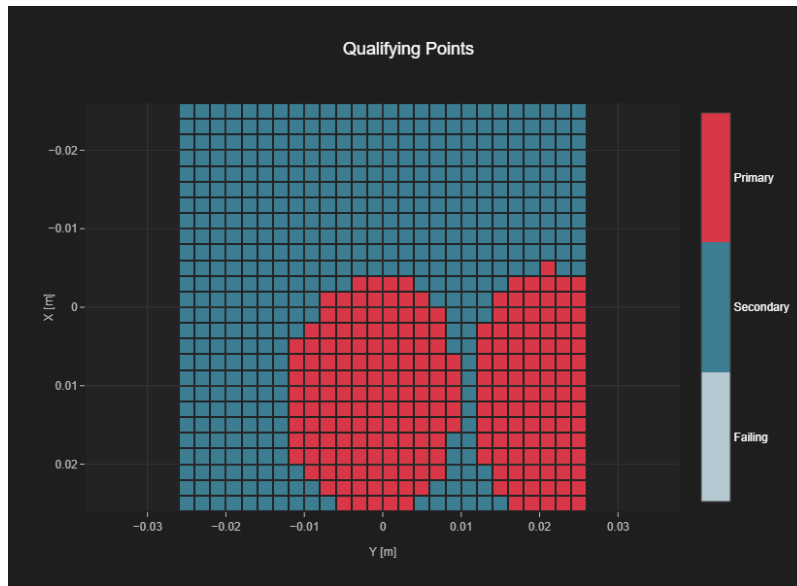 Qualifying Points
Primary
Secondary
Failing
−0.02
−0.01
0
0.01
0.02
X [m]
−0.03
−0.02
−0.01
0
0.01
0.02
0.03
Y [m]